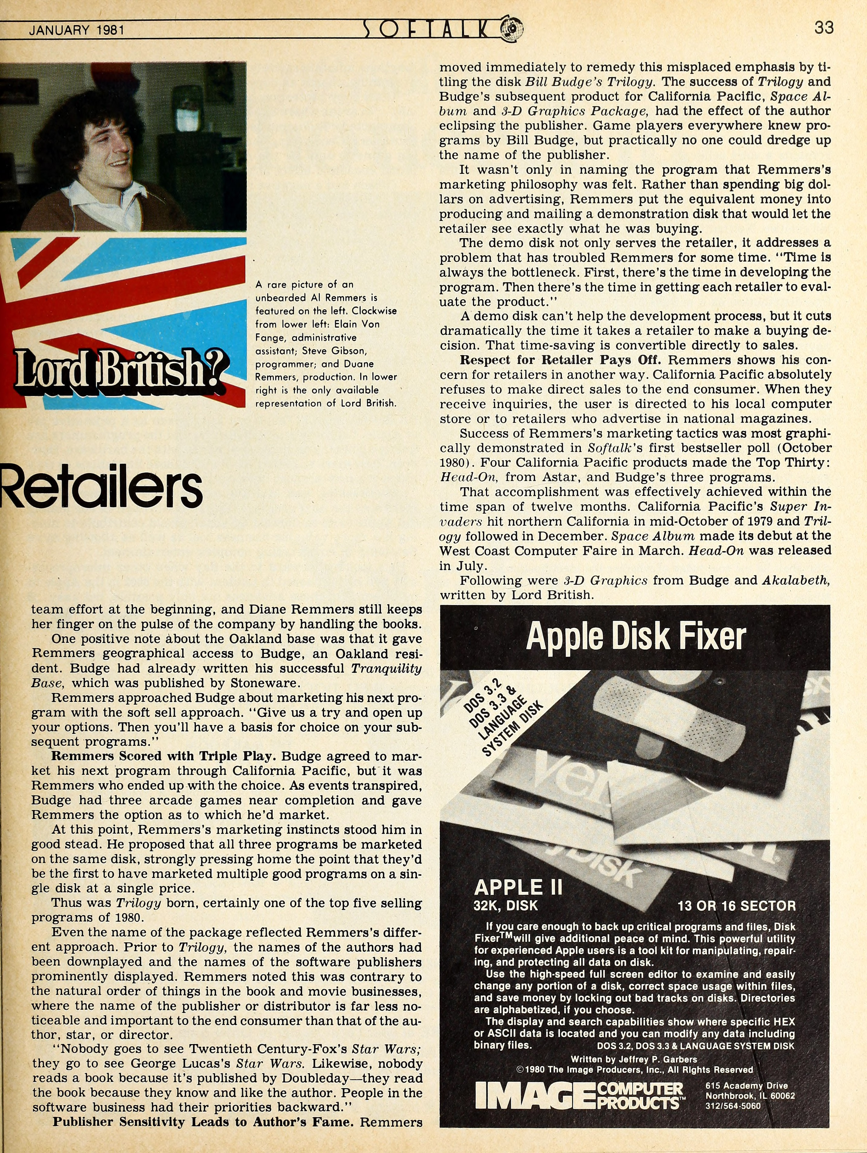 JANUARY 1981
SOFTALK
33
A rare picture of an
unbearded Al Remmers is
featured on the left. Clockwise
from lower left: Elain Von
Fange, administrative
assistant; Steve Gibson,
programmer; and Duane
Remmers, production. In lower
right is the only available
representation of Lord British.
Lord British?
Retailers
team effort at the beginning, and Diane Remmers still keeps
her finger on the pulse of the company by handling the books.
One positive note about the Oakland base was that it gave
Remmers geographical access to Budge, an Oakland resi-
dent. Budge had already written his successful Tranquility
Base, which was published by Stoneware.
Remmers approached Budge about marketing his next pro-
gram with the soft sell approach. "Give us a try and open up
your options. Then you'll have a basis for choice on your sub-
sequent programs."
Remmers Scored with Triple Play. Budge agreed to mar-
ket his next program through California Pacific, but it was
Remmers who ended up with the choice. As events transpired,
Budge had three arcade games near completion and gave
Remmers the option as to which he'd market.
At this point, Remmers's marketing instincts stood him in
good stead. He proposed that all three programs be marketed
on the same disk, strongly pressing home the point that they'd
be the first to have marketed multiple good programs on a sin-
gle disk at a single price.
Thus was Trilogy born, certainly one of the top five selling
programs of 1980.
Even the name of the package reflected Remmers's differ-
ent approach. Prior to Trilogy, the names of the authors had
been downplayed and the names of the software publishers
prominently displayed. Remmers noted this was contrary to
the natural order of things in the book and movie businesses,
where the name of the publisher or distributor is far less no-
ticeable and important to the end consumer than that of the au-
thor, star, or director.
"Nobody goes to see Twentieth Century-Fox's Star Wars;
they go to see George Lucas's Star Wars. Likewise, nobody
reads a book because it's published by Doubleday—they read
the book because they know and like the author. People in the
software business had their priorities backward."
Publisher Sensitivity Leads to Author's Fame. Remmers
moved immediately to remedy this misplaced emphasis by ti-
tling the disk Bill Budge's Trilogy. The success of Trilogy and
Budge's subsequent product for California Pacific, Space Al-
bum and 3-D Graphics Package, had the effect of the author
eclipsing the publisher. Game players everywhere knew pro-
grams by Bill Budge, but practically no one could dredge up
the name of the publisher.
It wasn't only in naming the program that Remmers's
marketing philosophy was felt. Rather than spending big dol-
lars on advertising, Remmers put the equivalent money into
producing and mailing a demonstration disk that would let the
retailer see exactly what he was buying.
The demo disk not only serves the retailer, it addresses a
problem that has troubled Remmers for some time. "Time is
always the bottleneck. First, there's the time in developing the
program. Then there's the time in getting each retailer to eval-
uate the product."
A demo disk can't help the development process, but it cuts
dramatically the time it takes a retailer to make a buying de-
cision. That time-saving is convertible directly to sales.
Respect for Retailer Pays Off. Remmers shows his con-
cern for retailers in another way. California Pacific absolutely
refuses to make direct sales to the end consumer. When they
receive inquiries, the user is directed to his local computer
store or to retailers who advertise in national magazines.
Success of Remmers's marketing tactics was most graphi-
cally demonstrated in Softalk's first bestseller poll (October
1980). Four California Pacific products made the Top Thirty:
Head-On, from Astar, and Budge's three programs.
That accomplishment was effectively achieved within the
time span of twelve months. California Pacific's Super In-
vaders hit northern California in mid-October of 1979 and Tril-
ogy followed in December. Space Album made its debut at the
West Coast Computer Faire in March. Head-On was released
in July.
Following were 3-D Graphics from Budge and Akalabeth,
written by Lord British.
Apple Disk Fixer
DOS 3.2
DOS 3.3 &
LANGUAGE
SYSTEM DISK
APPLE II
32K, DISK
13 OR 16 SECTOR
If you care enough to back up critical programs and files, Disk
Fixer™ will give additional peace of mind. This powerful utility
for experienced Apple users is a tool kit for manipulating, repair-
ing, and protecting all data on disk.
Use the high-speed full screen editor to examine and easily
change any portion of a disk, correct space usage within files,
and save money by locking out bad tracks on disks. Directories
are alphabetized, if you choose.
The display and search capabilities show where specific HEX
or ASCII data is located and you can modify any data including
binary files.
DOS 3.2, DOS 3.3 & LANGUAGE SYSTEM DISK
Written by Jeffrey P. Garbers
©1980 The Image Producers, Inc., All Rights Reserved
IMAGE COMPUTER PRODUCTS™
615 Academy Drive
Northbrook, IL 60062
312/564-5060